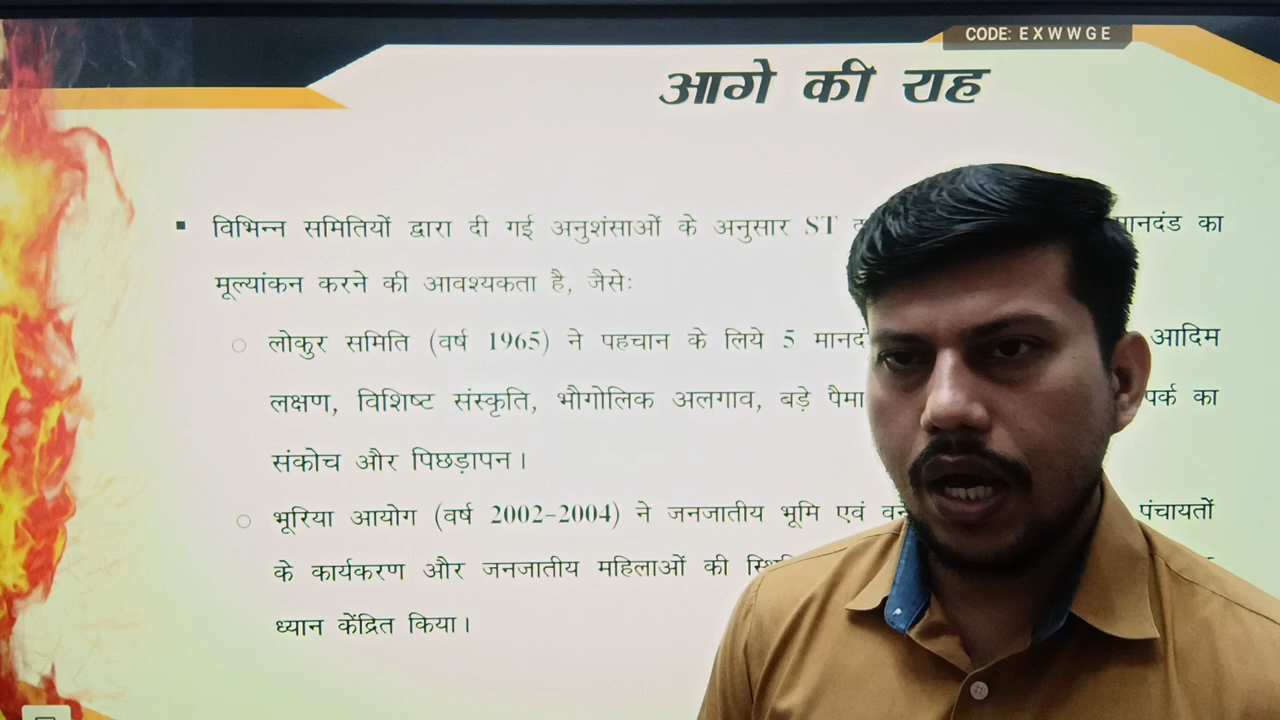 CODE: E X W W G E
आगे की राह
▪ विभिन्न समितियों द्वारा दी गई अनुशंसाओं के अनुसार ST मानदंड का
मूल्यांकन करने की आवश्यकता है, जैसेः
○ लोकुर समिति (वर्ष 1965) ने पहचान के लिये 5 आदिम
लक्षण, विशिष्ट संस्कृति, भौगोलिक अलगाव, बड़े का
संकोच और पिछड़ापन।
○ भूरिया आयोग (वर्ष 2002-2004) ने जनजातीय भूमि एवं पंचायतों
के कार्यकरण और जनजातीय महिलाओं की
ध्यान केंद्रित किया।